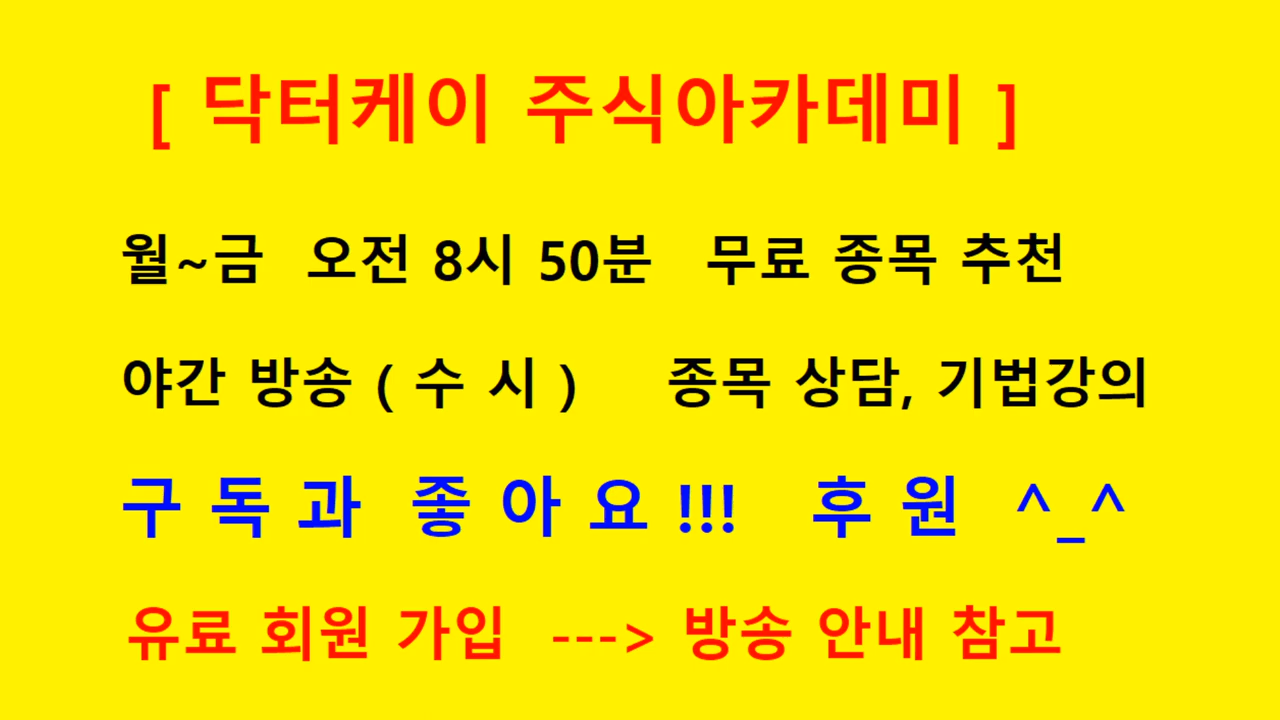 [ 닥터케이 주식아카데미 ]
월~금 오전 8시 50분 무료 종목 추천
야간 방송 ( 수 시 ) 종목 상담, 기법강의
구 독 과 좋 아 요 !!! 후 원 ^_^
유료 회원 가입 ---> 방송 안내 참고